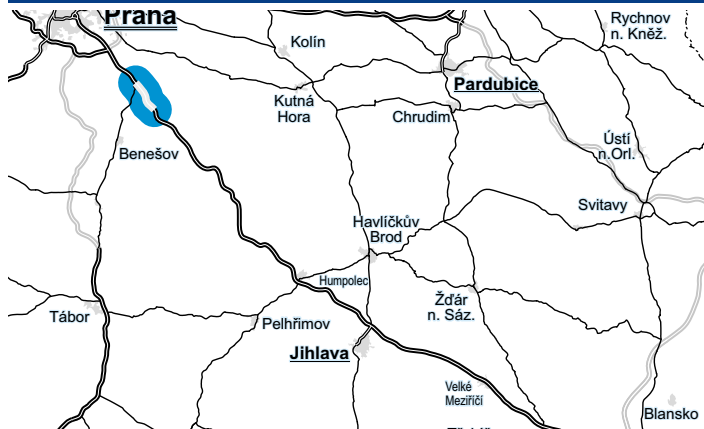 Praha
Rychnov
n. Kněž.
Kolín
Pardubice
Kutná
Hora
Chrudim
Ústí
n.Orl.
Benešov
Svitavy
Havlíčkův
Brod
Humpolec
Žďár
n. Sáz.
Tábor
Pelhřimov
Jihlava
Velké
Meziříčí
Blansko